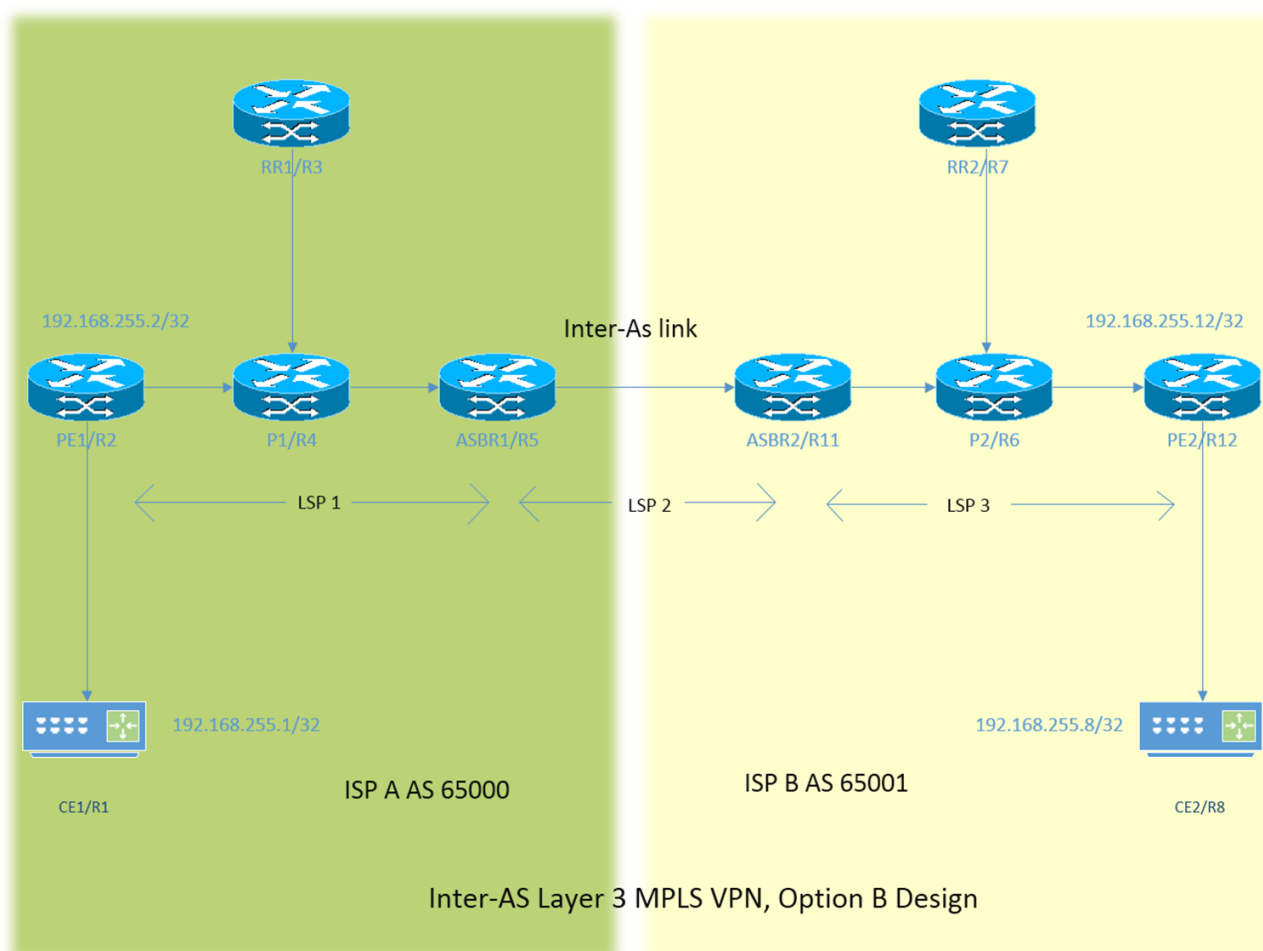 RR1/R3
RR2/R7
192.168.255.2/32
192.168.255.12/32
Inter-As link
PE1/R2
P1/R4
ASBR1/R5
ASBR2/R11
P2/R6
PE2/R12
LSP 1
LSP 2
LSP 3
192.168.255.1/32
192.168.255.8/32
ISP A AS 65000
ISP B AS 65001
CE1/R1
CE2/R8
Inter-AS Layer 3 MPLS VPN, Option B Design